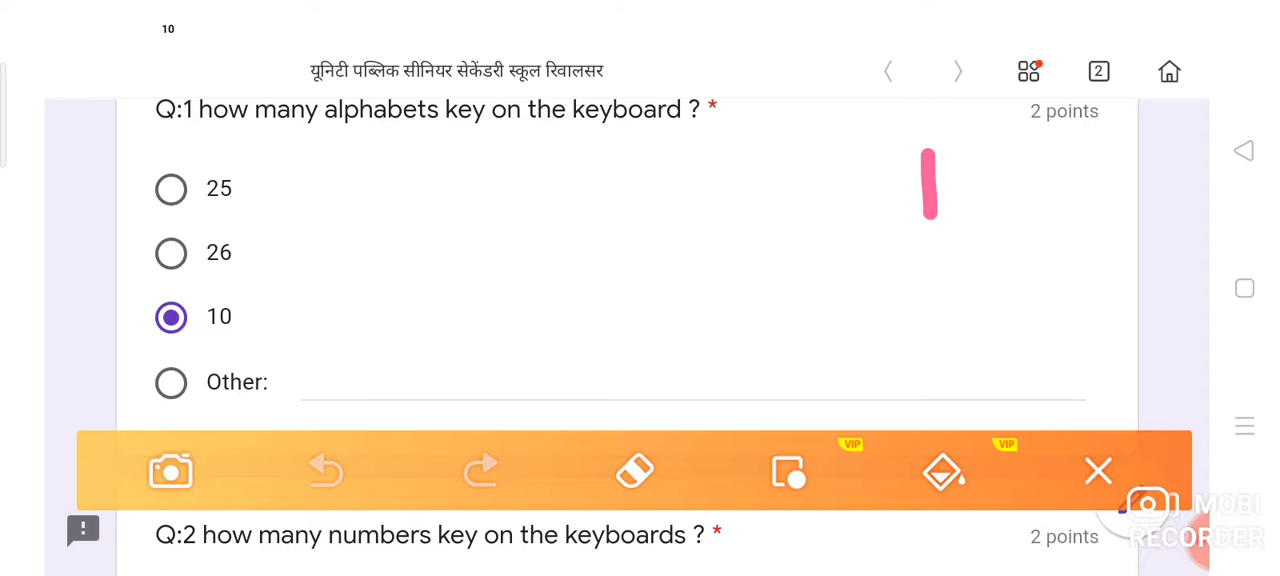 10
यूनिटी पब्लिक सीनियर सेकेंडरी स्कूल रिवालसर
2
Q:1 how many alphabets key on the keyboard ? *
2 points
25
26
10
Other:
VIP
VIP
MOBI
RECORDER
Q:2 how many numbers key on the keyboards ? *
2 points